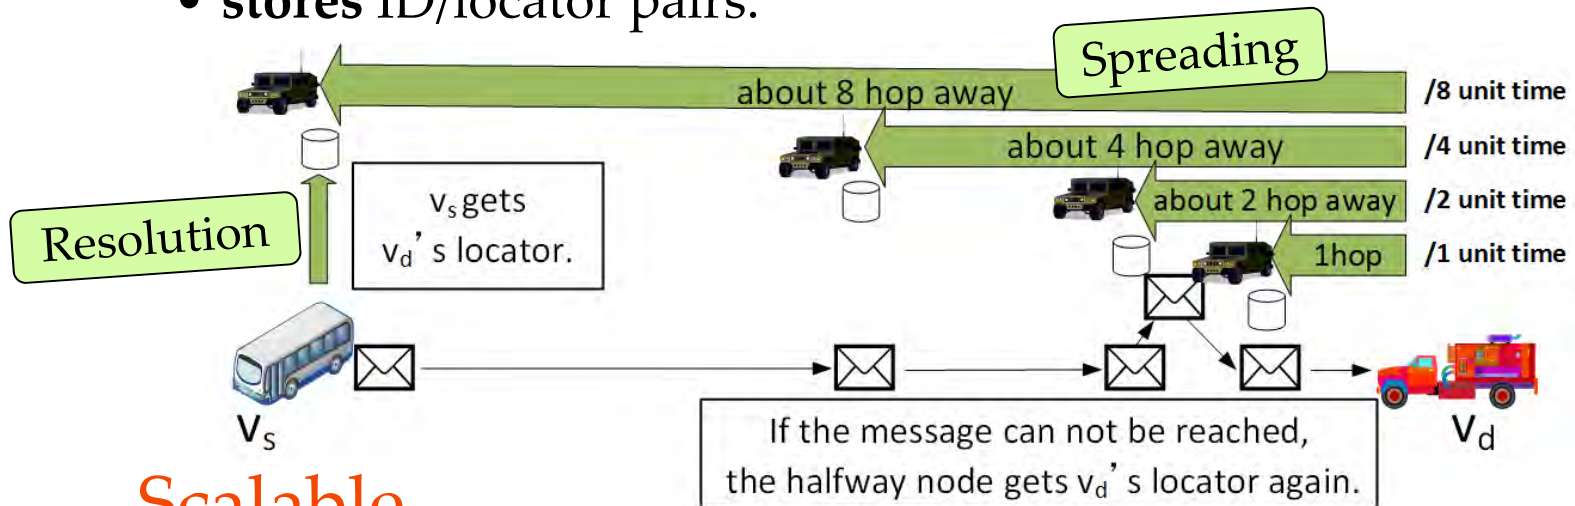 • stores ID/locator pairs.
Spreading
about 8 hop away
/8 unit time
about 4 hop away
/4 unit time
about 2 hop away
/2 unit time
1hop
/1 unit time
Resolution
vs gets
vd's locator.
vs
vd
If the message can not be reached,
the halfway node gets vd's locator again.
Scalable